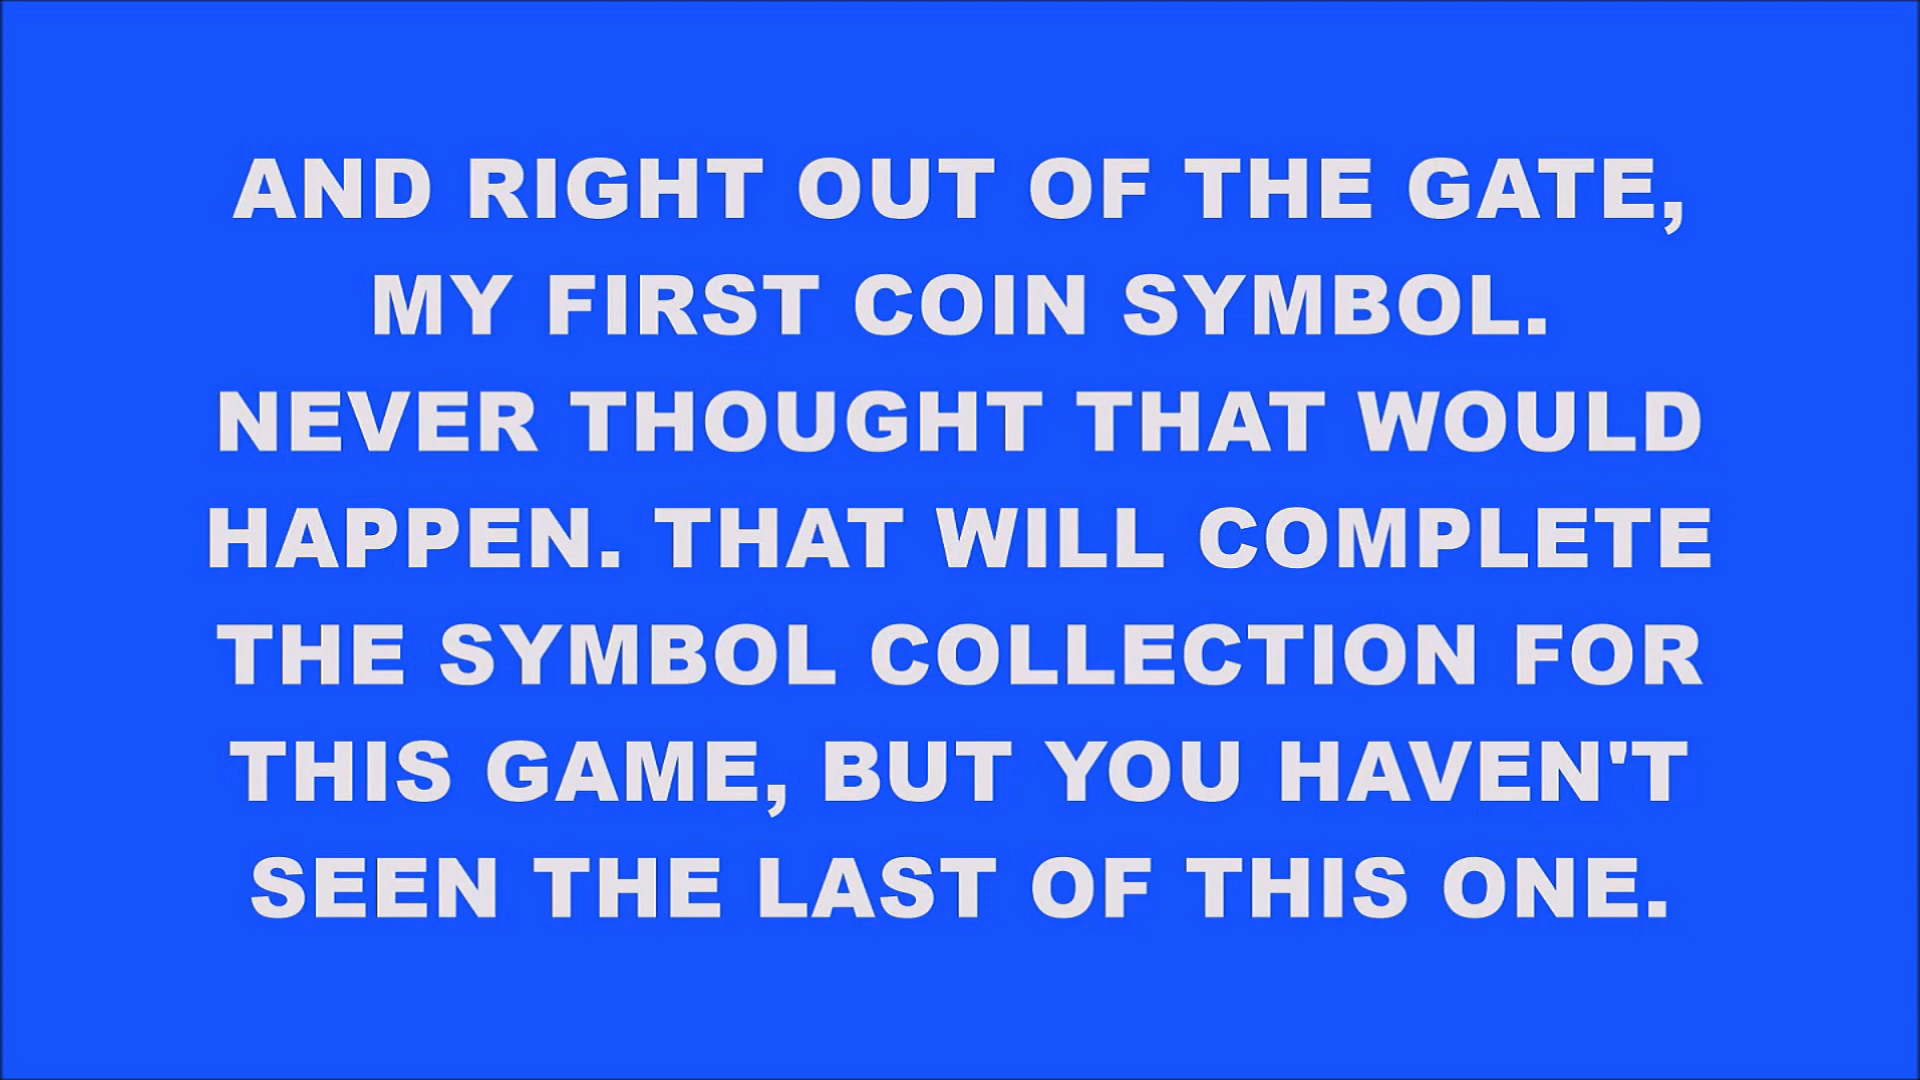 AND RIGHT OUT OF THE GATE,
MY FIRST COIN SYMBOL.
NEVER THOUGHT THAT WOULD
HAPPEN. THAT WILL COMPLETE
THE SYMBOL COLLECTION FOR
THIS GAME, BUT YOU HAVEN'T
SEEN THE LAST OF THIS ONE.